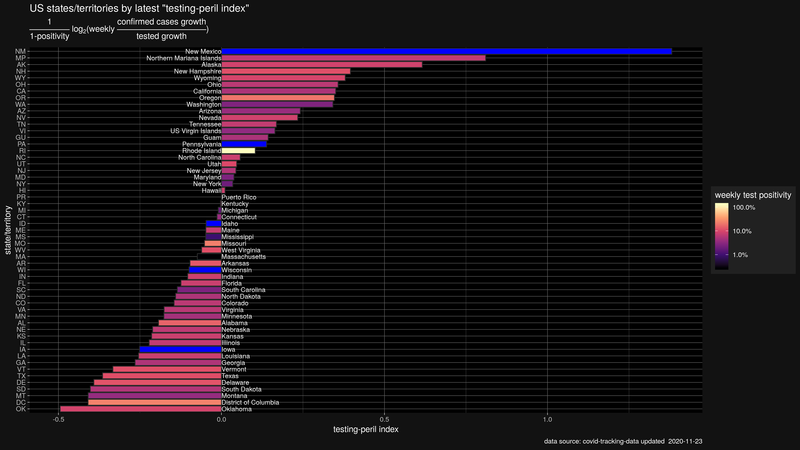 US states/territories by latest "testing-peril index"
1 confirmed cases growth
log2(weekly )
1-positivity tested growth
NM New Mexico
MP Northern Mariana Islands
AK Alaska
NH New Hampshire
WY Wyoming
OH Ohio
CA California
OR Oregon
WA Washington
AZ Arizona
NV Nevada
TN Tennessee
VI US Virgin Islands
GU Guam
PA Pennsylvania
RI Rhode Island
NC North Carolina
UT Utah
NJ New Jersey
MD Maryland
NY New York
HI Hawaii
PR Puerto Rico
KY Kentucky
MI Michigan
CT Connecticut
ID Idaho
ME Maine
MS Mississippi
MO Missouri
WV West Virginia
MA Massachusetts
AR Arkansas
WI Wisconsin
IN Indiana
FL Florida
SC South Carolina
ND North Dakota
CO Colorado
VA Virginia
MN Minnesota
AL Alabama
NE Nebraska
KS Kansas
IL Illinois
IA Iowa
LA Louisiana
GA Georgia
VT Vermont
TX Texas
DE Delaware
SD South Dakota
MT Montana
DC District of Columbia
OK Oklahoma
state/territory
-0.5 0.0 0.5 1.0
testing-peril index
weekly test positivity
100.0%
10.0%
1.0%
data source: covid-tracking-data updated 2020-11-23